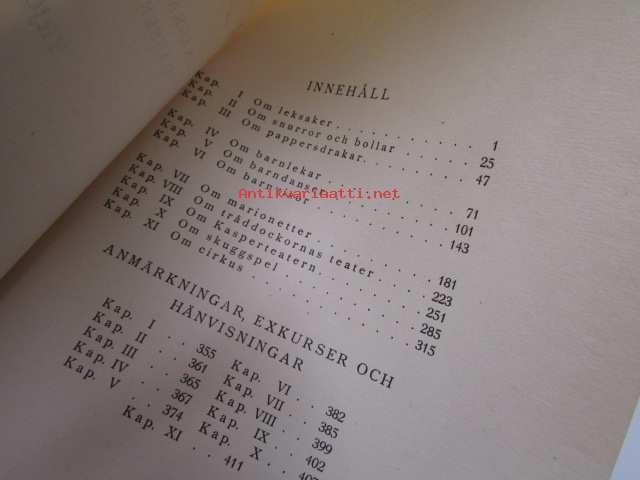 INNEHÅLL
Kap. I Om leksaker 1
Kap. II Om snurror och bollar 25
Kap. III Om pappersdrakar 47
Kap. IV Om barnlekar 71
Kap. V Om barndanser 101
Kap. VI Om 143
Kap. VII Om marionetter 181
Kap. VIII Om tråddockornas teater 223
Kap. IX Om Kasperteatern 251
Kap. X Om skuggspel 285
Kap. XI Om cirkus 315
ANMÄRKNINGAR, EXKURSER OCH
HÄNVISNINGAR
Kap. I 355 Kap. VI 382
Kap. II 361 Kap. VII 385
Kap. III 365 Kap. VIII 399
Kap. IV 367 Kap. IX 402
Kap. V 374 Kap. X
Kap. XI 411
Antikvariaatti.net